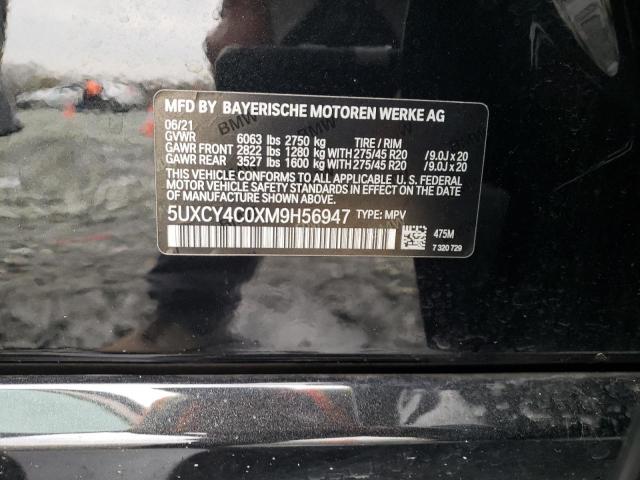 MFD BY BAYERISCHE MOTOREN WERKE AG
06/21
GVWR 6063 lbs 2750 kg TIRE / RIM
GAWR FRONT 2822 lbs 1280 kg WITH 275/45 R20 /9.0J x 20
GAWR REAR 3527 lbs 1600 kg WITH 275/45 R20 /9.0J x 20
THIS VEHICLE CONFORMS TO ALL APPLICABLE U.S. FEDERAL
MOTOR VEHICLE SAFETY STANDARDS IN EFFECT ON THE DATE OF
MANUFACTURE SHOWN ABOVE.
5UXCY4C0XM9H56947 TYPE: MPV
475M
7 320 729